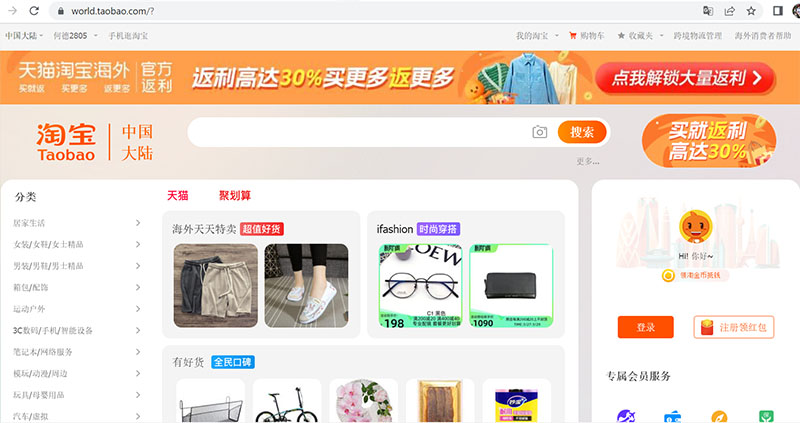 world.taobao.com/?
中国大陆 何德280S 手机逛淘宝 我的淘宝 购物车 收藏夹 跨境物流管理 海外消费者帮助
天猫淘宝海外 官方
买就返 买更多 返更多 返利
返利高达30%买更多返更多
点我解锁大量返利
淘宝 中国
Taobao 大陆
搜索
更多...
买就返利
高达30%
分类
天猫 聚划算
居家生活
女装/女鞋/女士精品
男装/男鞋/男士精品
箱包/配饰
运动户外
3C数码/手机/智能设备
笔记本/网络服务
模玩/动漫/周边
玩具/母婴用品
汽车/虚拟
海外天天特卖 超值好货
ifashion 时尚穿搭
C1 黑色
198
1090
有好货 全民口碑
Hi! 你好~
领淘金币抵钱
登录 注册领红包
专属会员服务